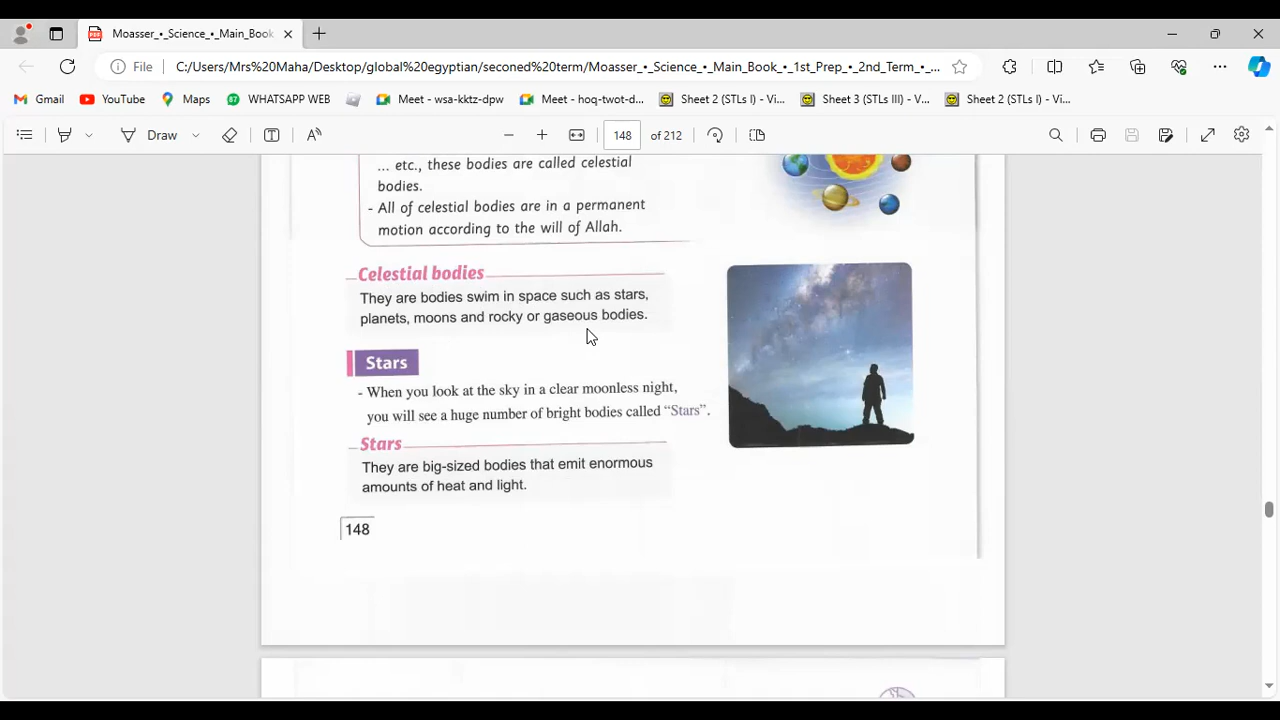 Moasser_•_Science_•_Main_Book
File
C:/Users/Mrs%20Maha/Desktop/global%20egyptian/seconed%20term/Moasser_•_Science_•_Main_Book_•_1st_Prep_•_2nd_Term_•_...
Gmail YouTube Maps WHATSAPP WEB Meet - wsa-kktz-dwp Meet - hoq-twot-d... Sheet 2 (STLs I) - Vi... Sheet 3 (STLs III) - V... Sheet 2 (STLs I) - Vi...
Draw 148 of 212
... etc., these bodies are called celestial
bodies.
- All of celestial bodies are in a permanent
motion according to the will of Allah.
Celestial bodies
They are bodies swim in space such as stars,
planets, moons and rocky or gaseous bodies.
Stars
- When you look at the sky in a clear moonless night,
you will see a huge number of bright bodies called “Stars”.
Stars
They are big-sized bodies that emit enormous
amounts of heat and light.
148